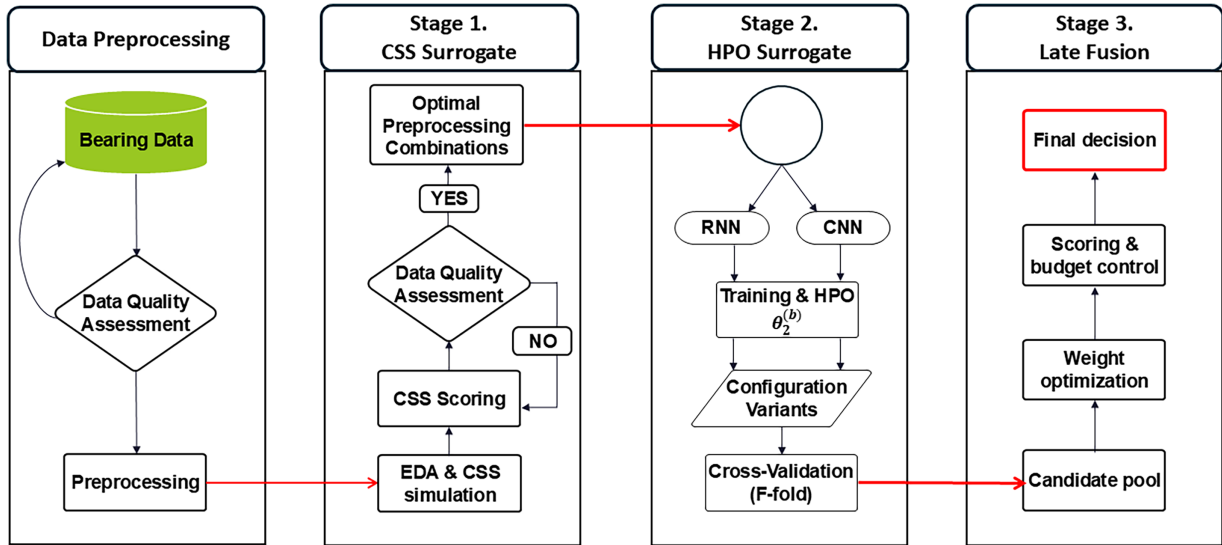 Data Preprocessing
Bearing Data
Data Quality
Assessment
Preprocessing
Stage 1.
CSS Surrogate
Optimal
Preprocessing
Combinations
YES
Data Quality
Assessment
NO
CSS Scoring
EDA & CSS
simulation
Stage 2.
HPO Surrogate
RNN
CNN
Training & HPO
θ₂⁽ᵇ⁾
Configuration
Variants
Cross-Validation
(F-fold)
Stage 3.
Late Fusion
Final decision
Scoring &
budget control
Weight
optimization
Candidate pool